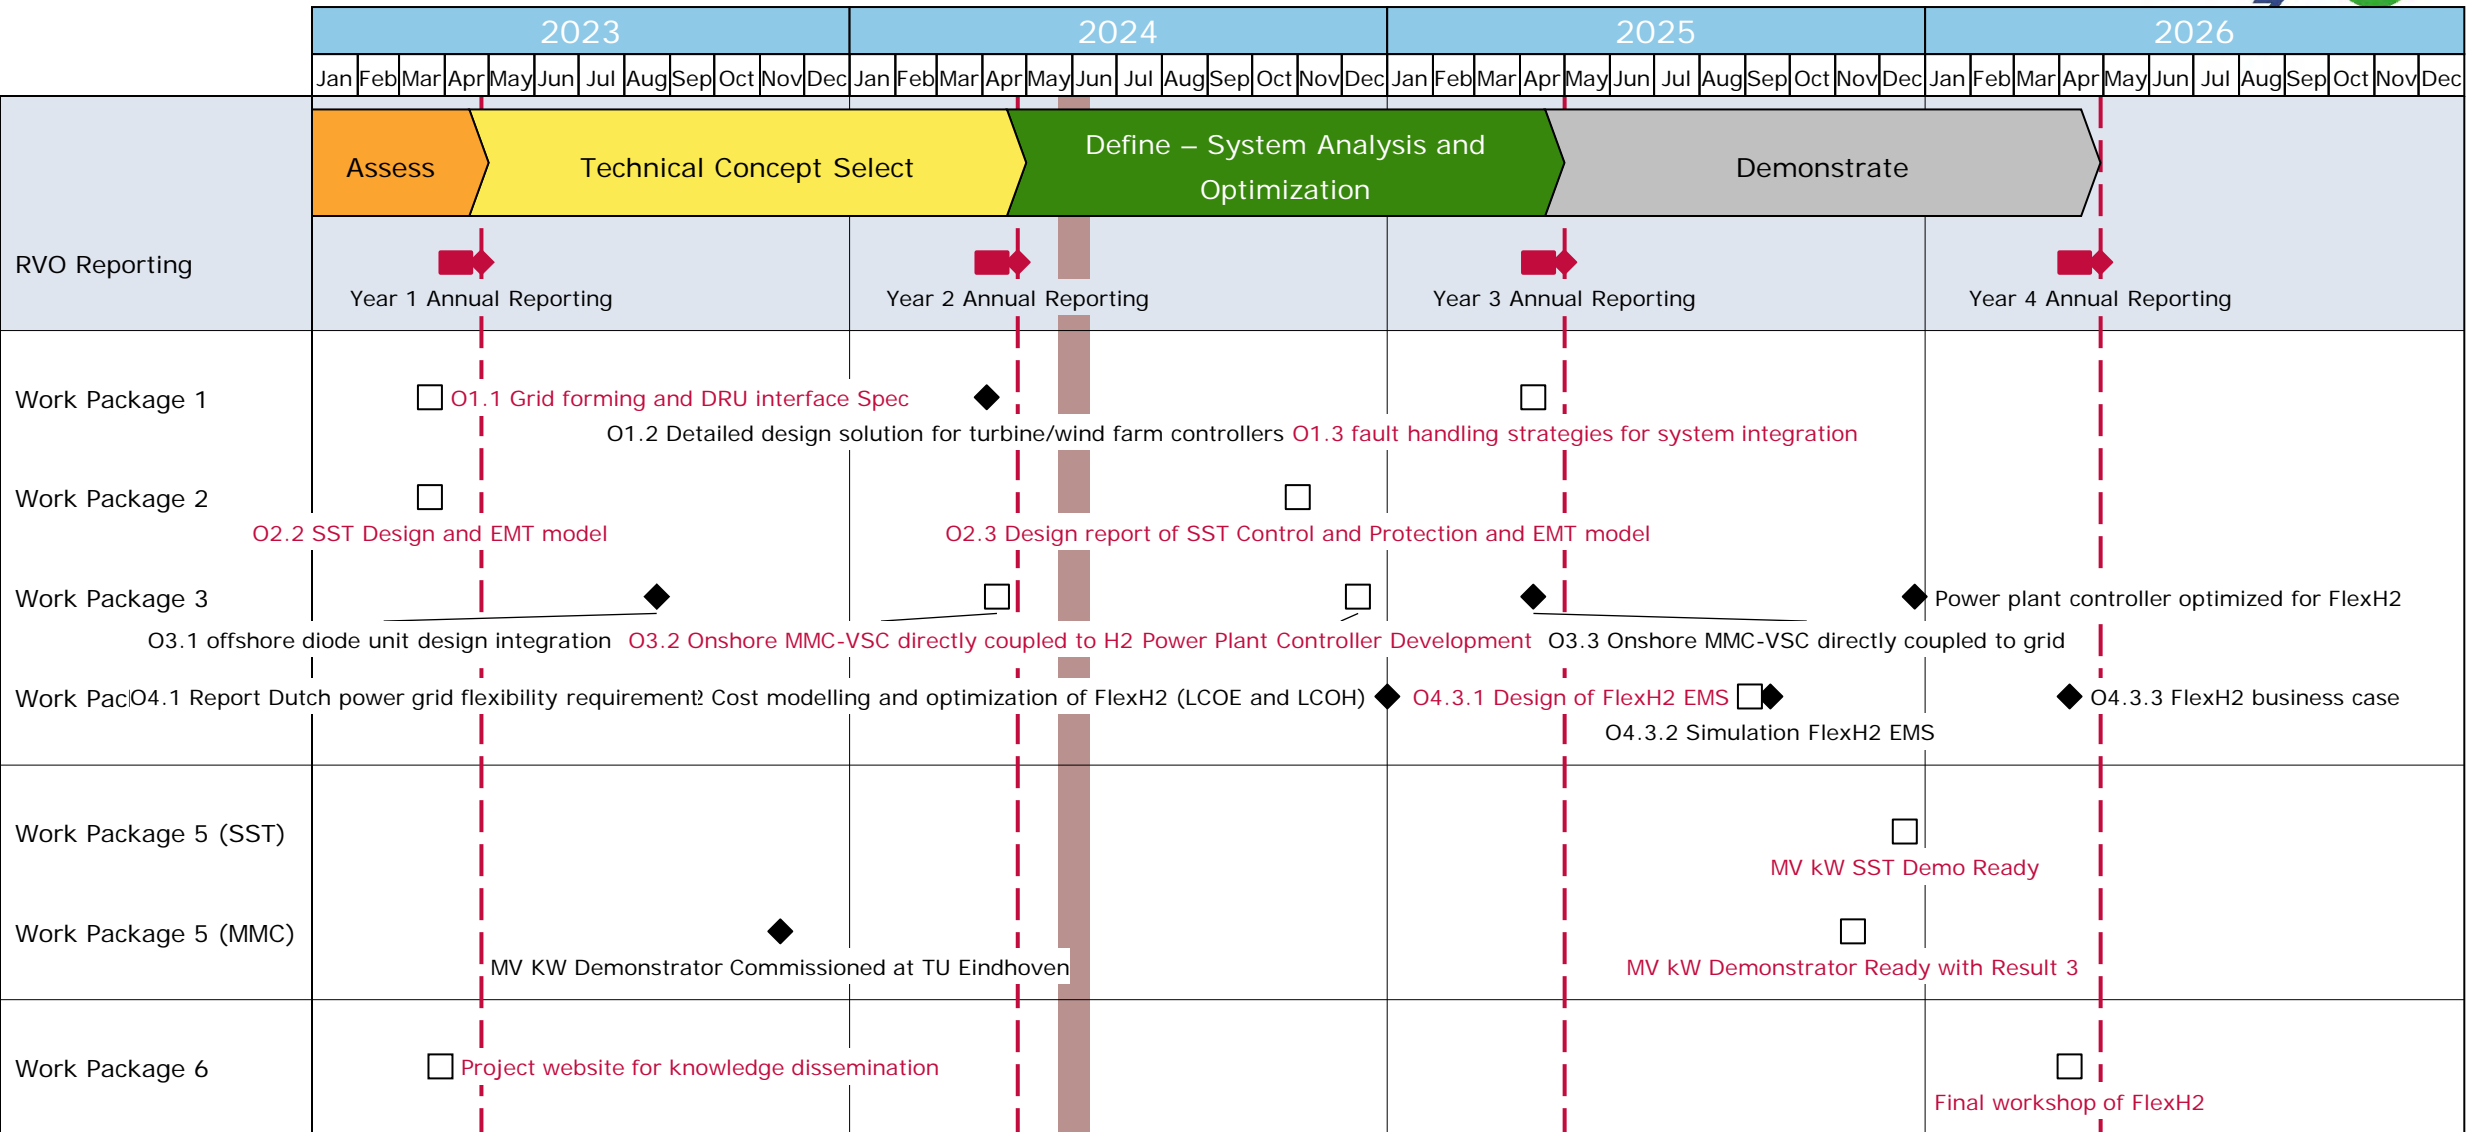 2023 2024 2025 2026
Jan Feb Mar Apr May Jun Jul Aug Sep Oct Nov Dec Jan Feb Mar Apr May Jun Jul Aug Sep Oct Nov Dec Jan Feb Mar Apr May Jun Jul Aug Sep Oct Nov Dec Jan Feb Mar Apr May Jun Jul Aug Sep Oct Nov Dec
Assess
Technical Concept Select
Define – System Analysis and
Optimization
Demonstrate
RVO Reporting
Year 1 Annual Reporting
Year 2 Annual Reporting
Year 3 Annual Reporting
Year 4 Annual Reporting
Work Package 1
O1.1 Grid forming and DRU interface Spec
O1.2 Detailed design solution for turbine/wind farm controllers
O1.3 fault handling strategies for system integration
Work Package 2
O2.2 SST Design and EMT model
O2.3 Design report of SST Control and Protection and EMT model
Work Package 3
Power plant controller optimized for FlexH2
O3.1 offshore diode unit design integration
O3.2 Onshore MMC-VSC directly coupled to H2
Power Plant Controller Development
O3.3 Onshore MMC-VSC directly coupled to grid
Work Pac
O4.1 Report Dutch power grid flexibility requirement
Cost modelling and optimization of FlexH2 (LCOE and LCOH)
O4.3.1 Design of FlexH2 EMS
O4.3.3 FlexH2 business case
O4.3.2 Simulation FlexH2 EMS
Work Package 5 (SST)
MV kW SST Demo Ready
Work Package 5 (MMC)
MV KW Demonstrator Commissioned at TU Eindhoven
MV kW Demonstrator Ready with Result 3
Work Package 6
Project website for knowledge dissemination
Final workshop of FlexH2